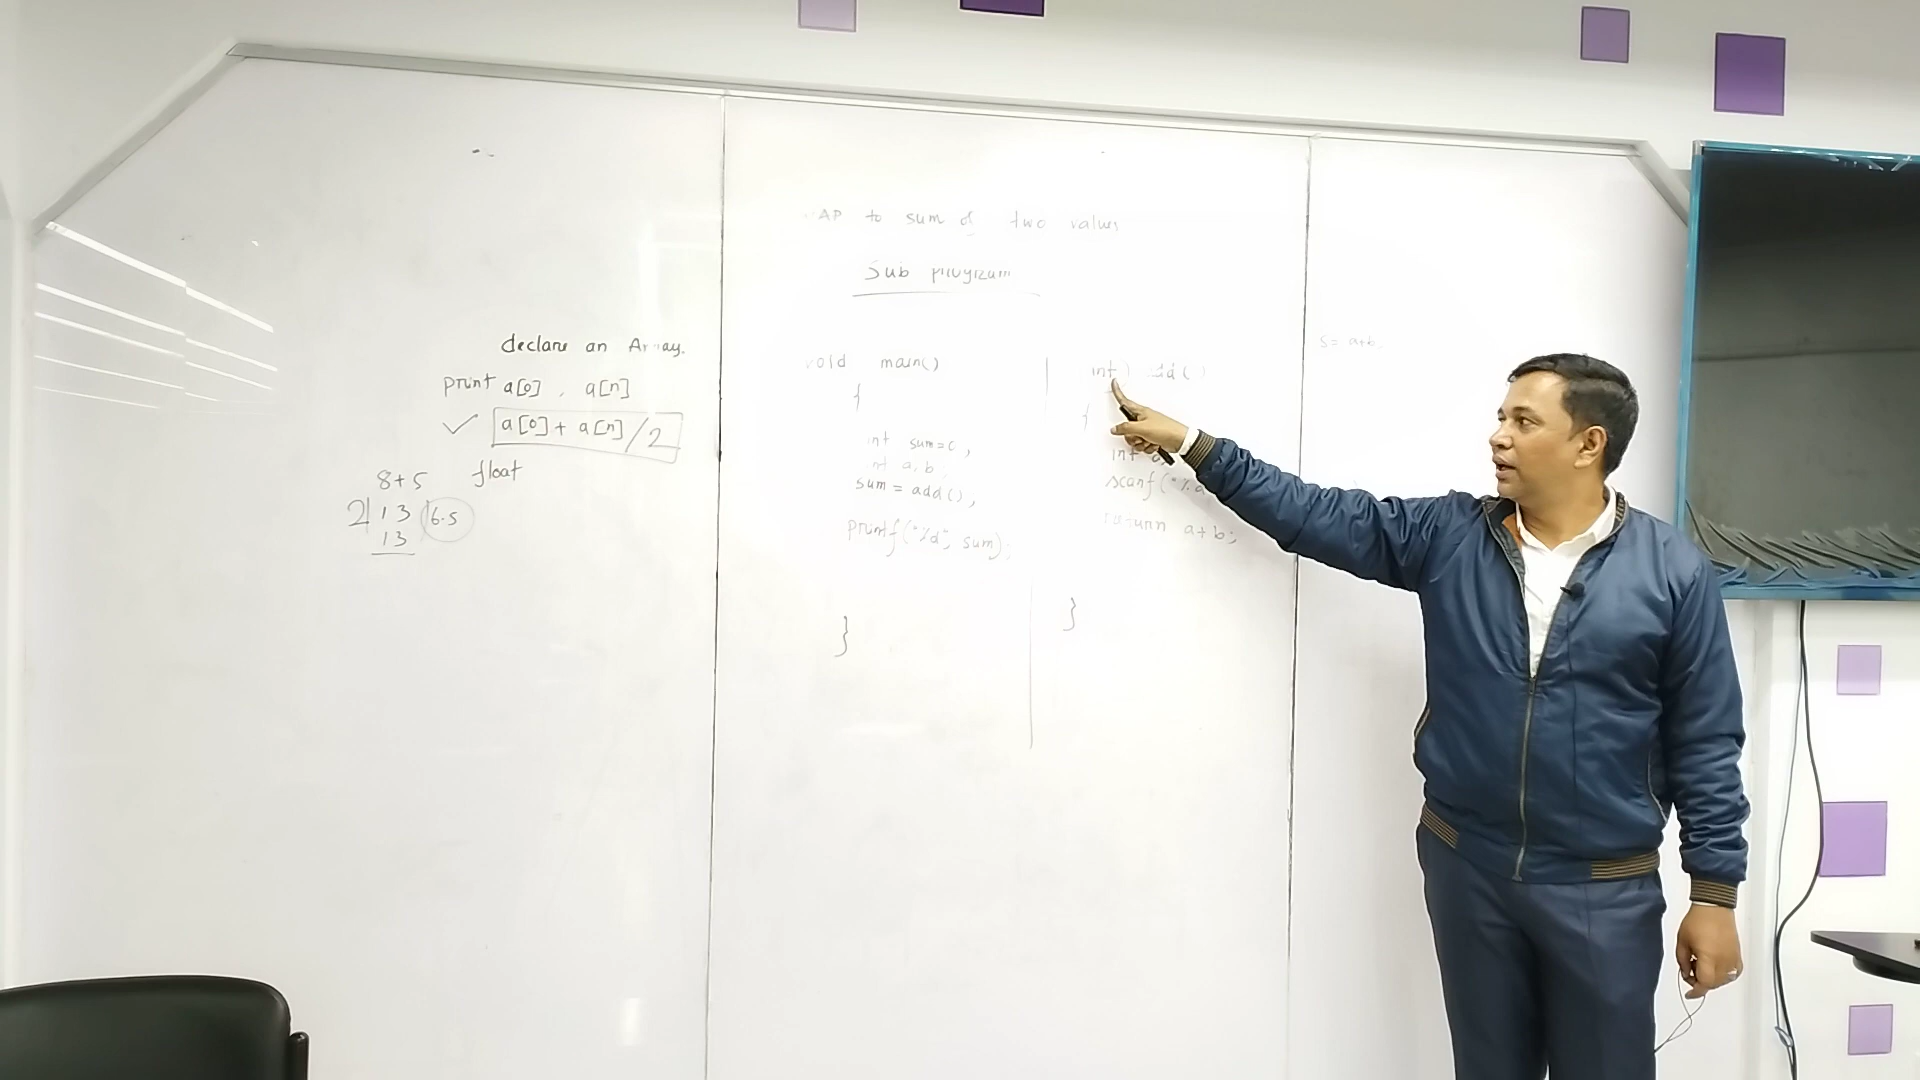 declare an Array.
print a[0] , a[n]
✓ a[0] + a[n] / 2
float
8+5
2 13 6.5
13
WAP to sum of two values
Sub program
void main()
{
int sum=0,
int a, b
sum = add(),
printf("%d", sum);
}
int add()
{
int a,
scanf("%d
return a+b;
}
S= a+b.